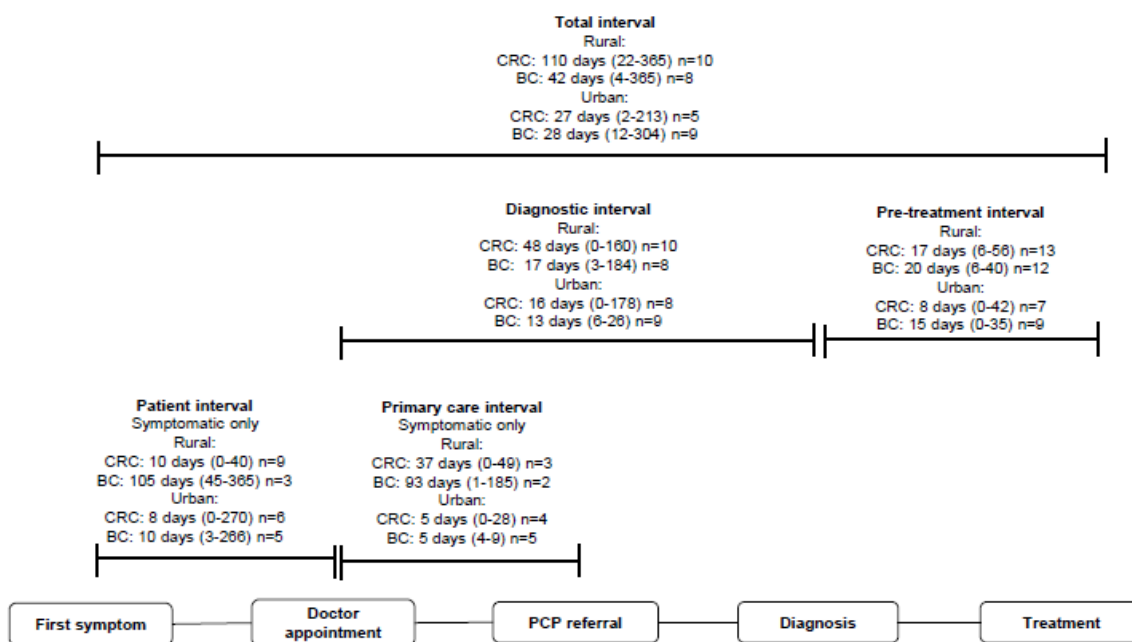 Total interval
Rural:
CRC: 110 days (22-365) n=10
BC: 42 days (4-365) n=8
Urban:
CRC: 27 days (2-213) n=5
BC: 28 days (12-304) n=9
Diagnostic interval
Rural:
CRC: 48 days (0-160) n=10
BC: 17 days (3-184) n=8
Urban:
CRC: 16 days (0-178) n=8
BC: 13 days (6-26) n=9
Pre-treatment interval
Rural:
CRC: 17 days (6-56) n=13
BC: 20 days (6-40) n=12
Urban:
CRC: 8 days (0-42) n=7
BC: 15 days (0-35) n=9
Patient interval
Symptomatic only
Rural:
CRC: 10 days (0-40) n=9
BC: 105 days (45-365) n=3
Urban:
CRC: 8 days (0-270) n=6
BC: 10 days (3-266) n=5
Primary care interval
Symptomatic only
Rural:
CRC: 37 days (0-49) n=3
BC: 93 days (1-185) n=2
Urban:
CRC: 5 days (0-28) n=4
BC: 5 days (4-9) n=5
First symptom
Doctor
appointment
PCP referral
Diagnosis
Treatment